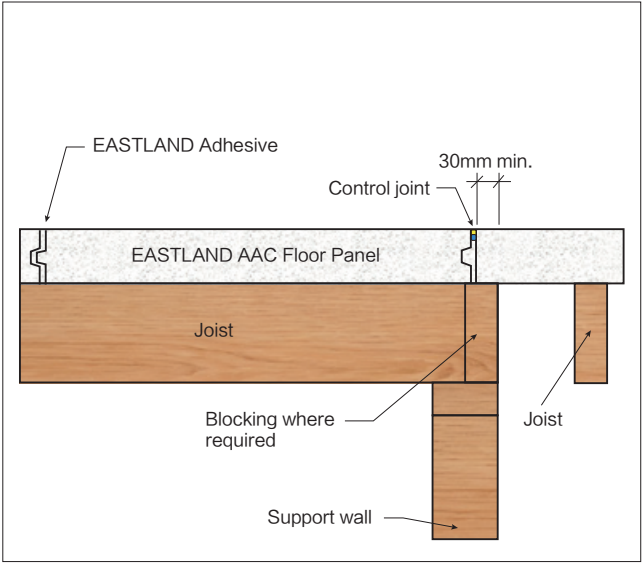 EASTLAND Adhesive
30mm min.
Control joint
EASTLAND AAC Floor Panel
Joist
Blocking where
required
Joist
Support wall